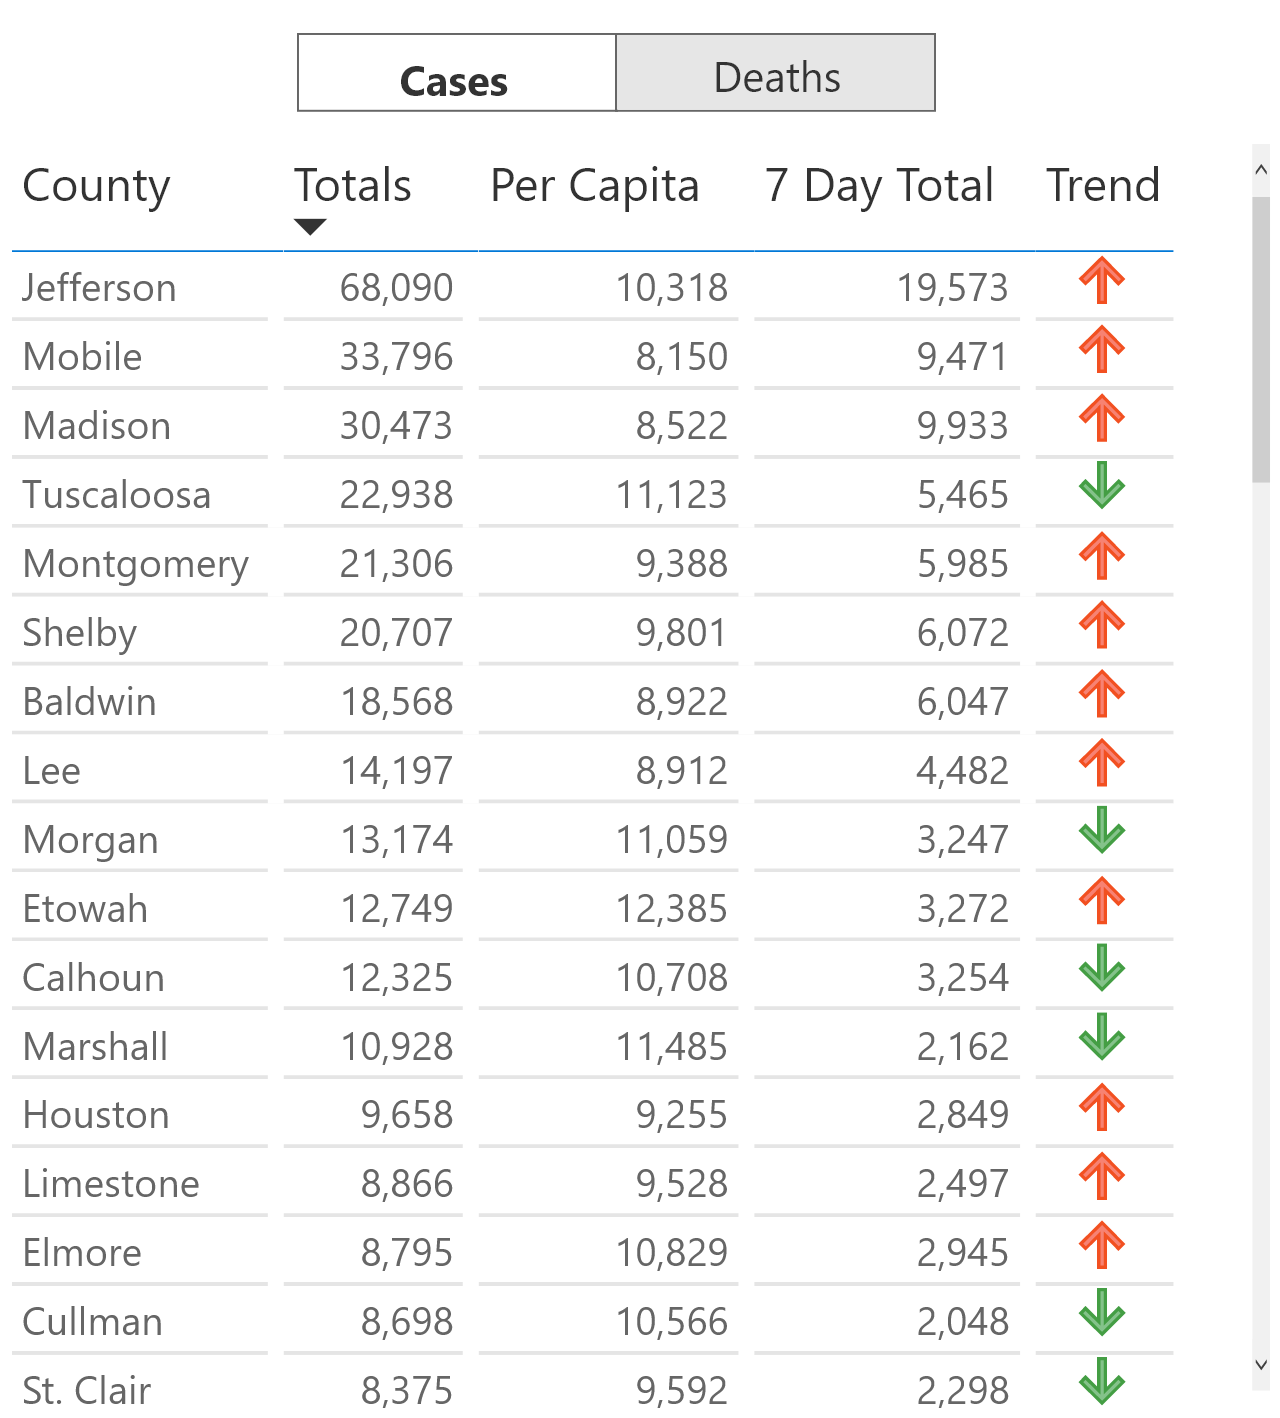 Cases Deaths
County Totals Per Capita 7 Day Total Trend
Jefferson 68,090 10,318 19,573
Mobile 33,796 8,150 9,471
Madison 30,473 8,522 9,933
Tuscaloosa 22,938 11,123 5,465
Montgomery 21,306 9,388 5,985
Shelby 20,707 9,801 6,072
Baldwin 18,568 8,922 6,047
Lee 14,197 8,912 4,482
Morgan 13,174 11,059 3,247
Etowah 12,749 12,385 3,272
Calhoun 12,325 10,708 3,254
Marshall 10,928 11,485 2,162
Houston 9,658 9,255 2,849
Limestone 8,866 9,528 2,497
Elmore 8,795 10,829 2,945
Cullman 8,698 10,566 2,048
St. Clair 8,375 9,592 2,298